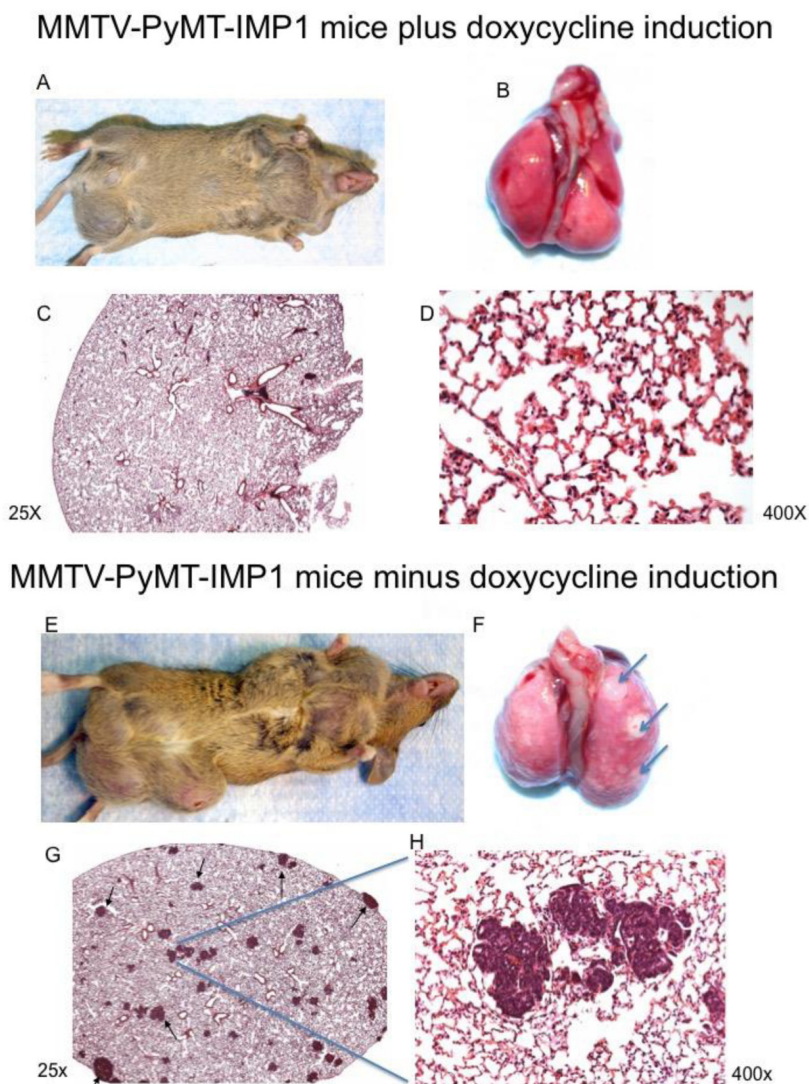 MMTV-PyMT-IMP1 mice plus doxycycline induction
A
B
C
D
25X
400X
MMTV-PyMT-IMP1 mice minus doxycycline induction
E
F
G
H
25x
400x